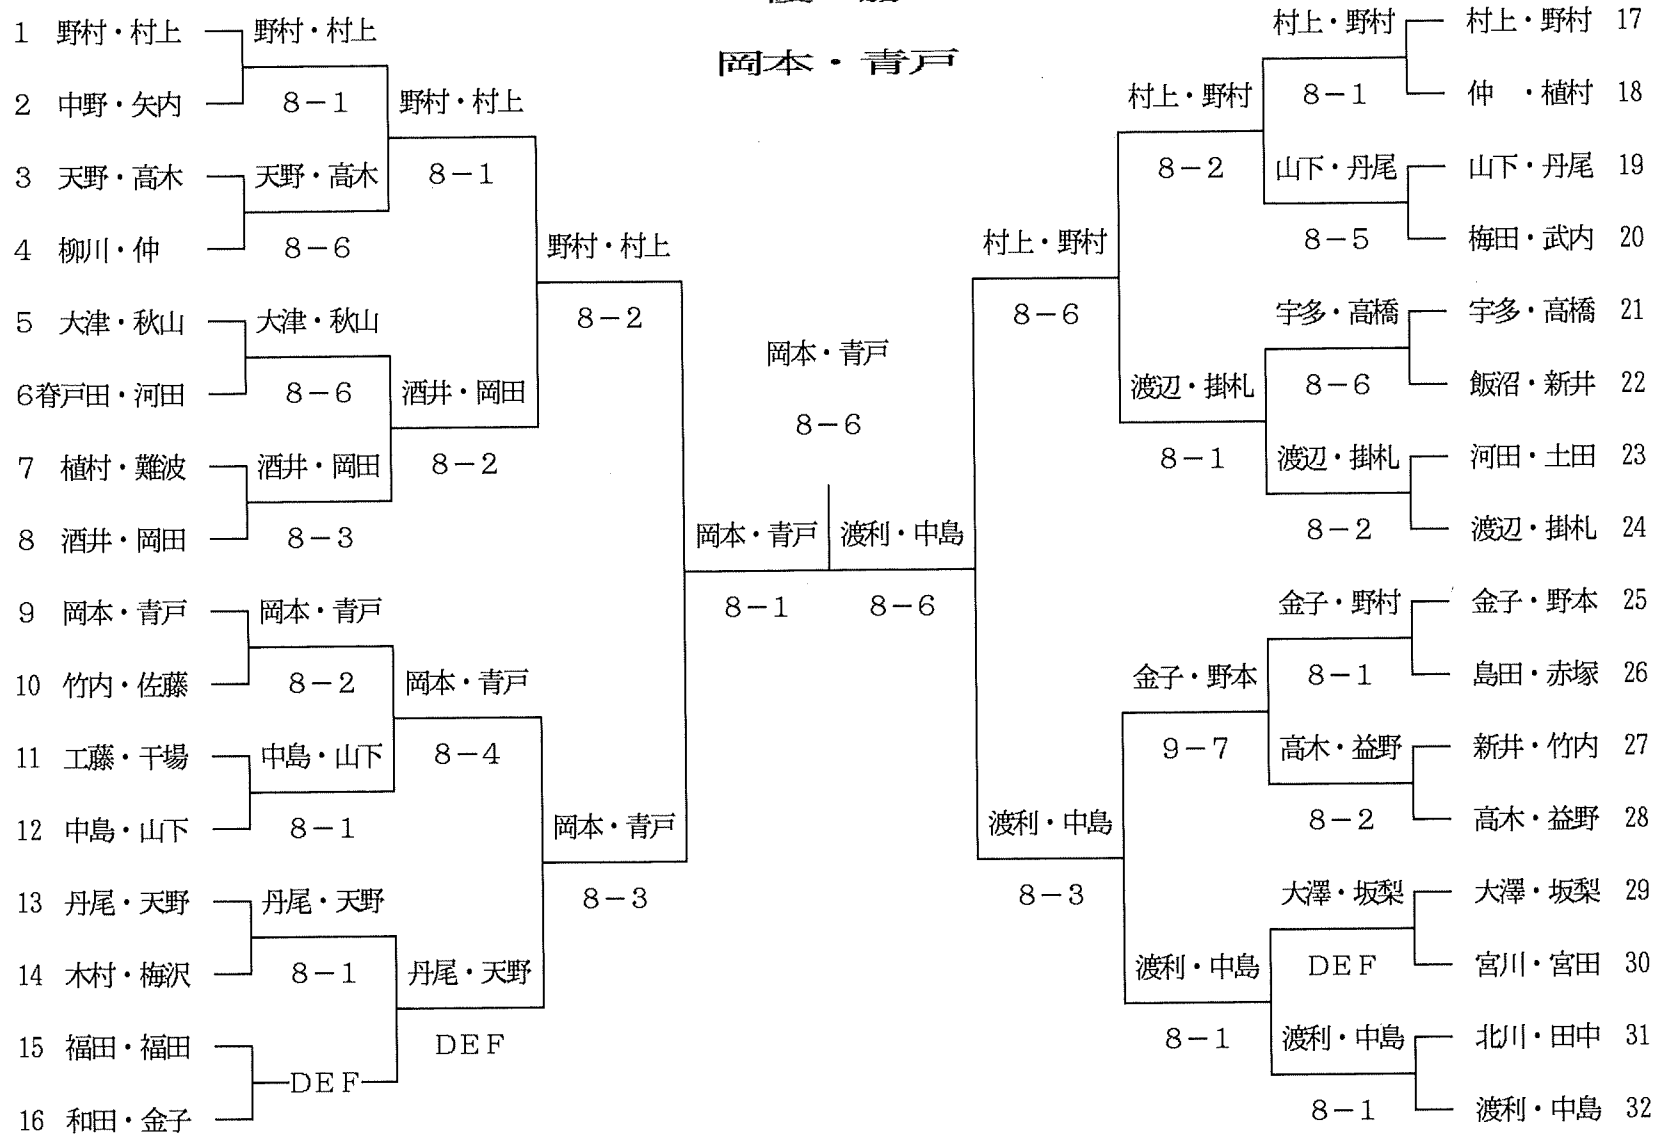 岡本・青戸
1 野村・村上 野村・村上
2 中野・矢内 8－1 野村・村上
3 天野・高木 天野・高木 8－1
4 柳川・仲 8－6 野村・村上
5 大津・秋山 大津・秋山 8－2
6脊戸田・河田 8－6 酒井・岡田
7 植村・難波 酒井・岡田 8－2
8 酒井・岡田 8－3
9 岡本・青戸 岡本・青戸
10 竹内・佐藤 8－2 岡本・青戸
11 工藤・干場 中島・山下 8－4
12 中島・山下 8－1 岡本・青戸
13 丹尾・天野 丹尾・天野 8－3
14 木村・梅沢 8－1 丹尾・天野
15 福田・福田 DEF
16 和田・金子 DEF
岡本・青戸
8－6
岡本・青戸 渡利・中島
8－1 8－6
村上・野村 村上・野村 17
村上・野村 8－1 仲 ・植村 18
8－2 山下・丹尾 山下・丹尾 19
村上・野村 8－5 梅田・武内 20
8－6 宇多・高橋 宇多・高橋 21
渡辺・掛札 8－6 飯沼・新井 22
8－1 渡辺・掛札 河田・土田 23
8－2 渡辺・掛札 24
金子・野村 金子・野本 25
金子・野本 8－1 島田・赤塚 26
9－7 高木・益野 新井・竹内 27
渡利・中島 8－2 高木・益野 28
8－3 大澤・坂梨 大澤・坂梨 29
渡利・中島 DEF 宮川・宮田 30
8－1 渡利・中島 北川・田中 31
8－1 渡利・中島 32